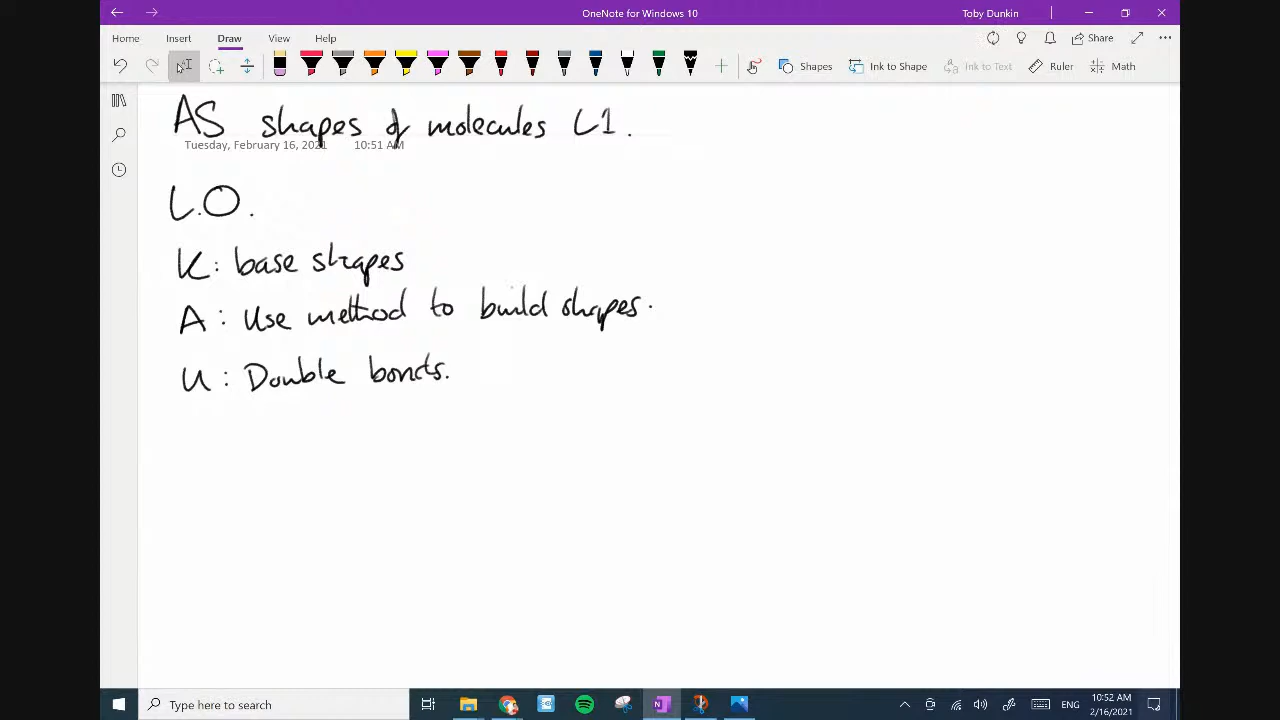 OneNote for Windows 10
Toby Dunkin
Home Insert Draw View Help
Share
Shapes Ink to Shape Ink to Text Ruler Math
AS shapes of molecules L1.
Tuesday, February 16, 2021 10:51 AM
L.O.
K: base shapes
A: Use method to build shapes.
U: Double bonds.
Type here to search
ENG
10:52 AM
2/16/2021